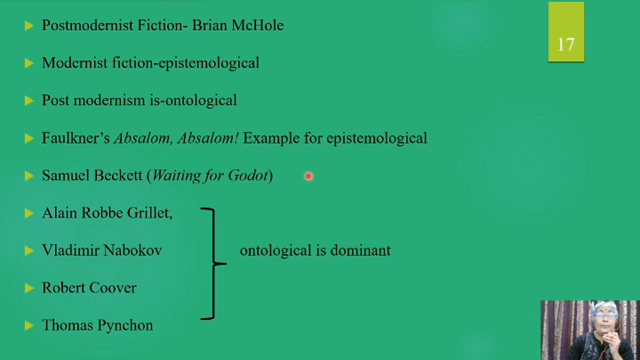 Postmodernist Fiction- Brian McHole
17
Modernist fiction-epistemological
Post modernism is-ontological
Faulkner's Absalom, Absalom! Example for epistemological
Samuel Beckett (Waiting for Godot)
Alain Robbe Grillet,
Vladimir Nabokov
ontological is dominant
Robert Coover
Thomas Pynchon